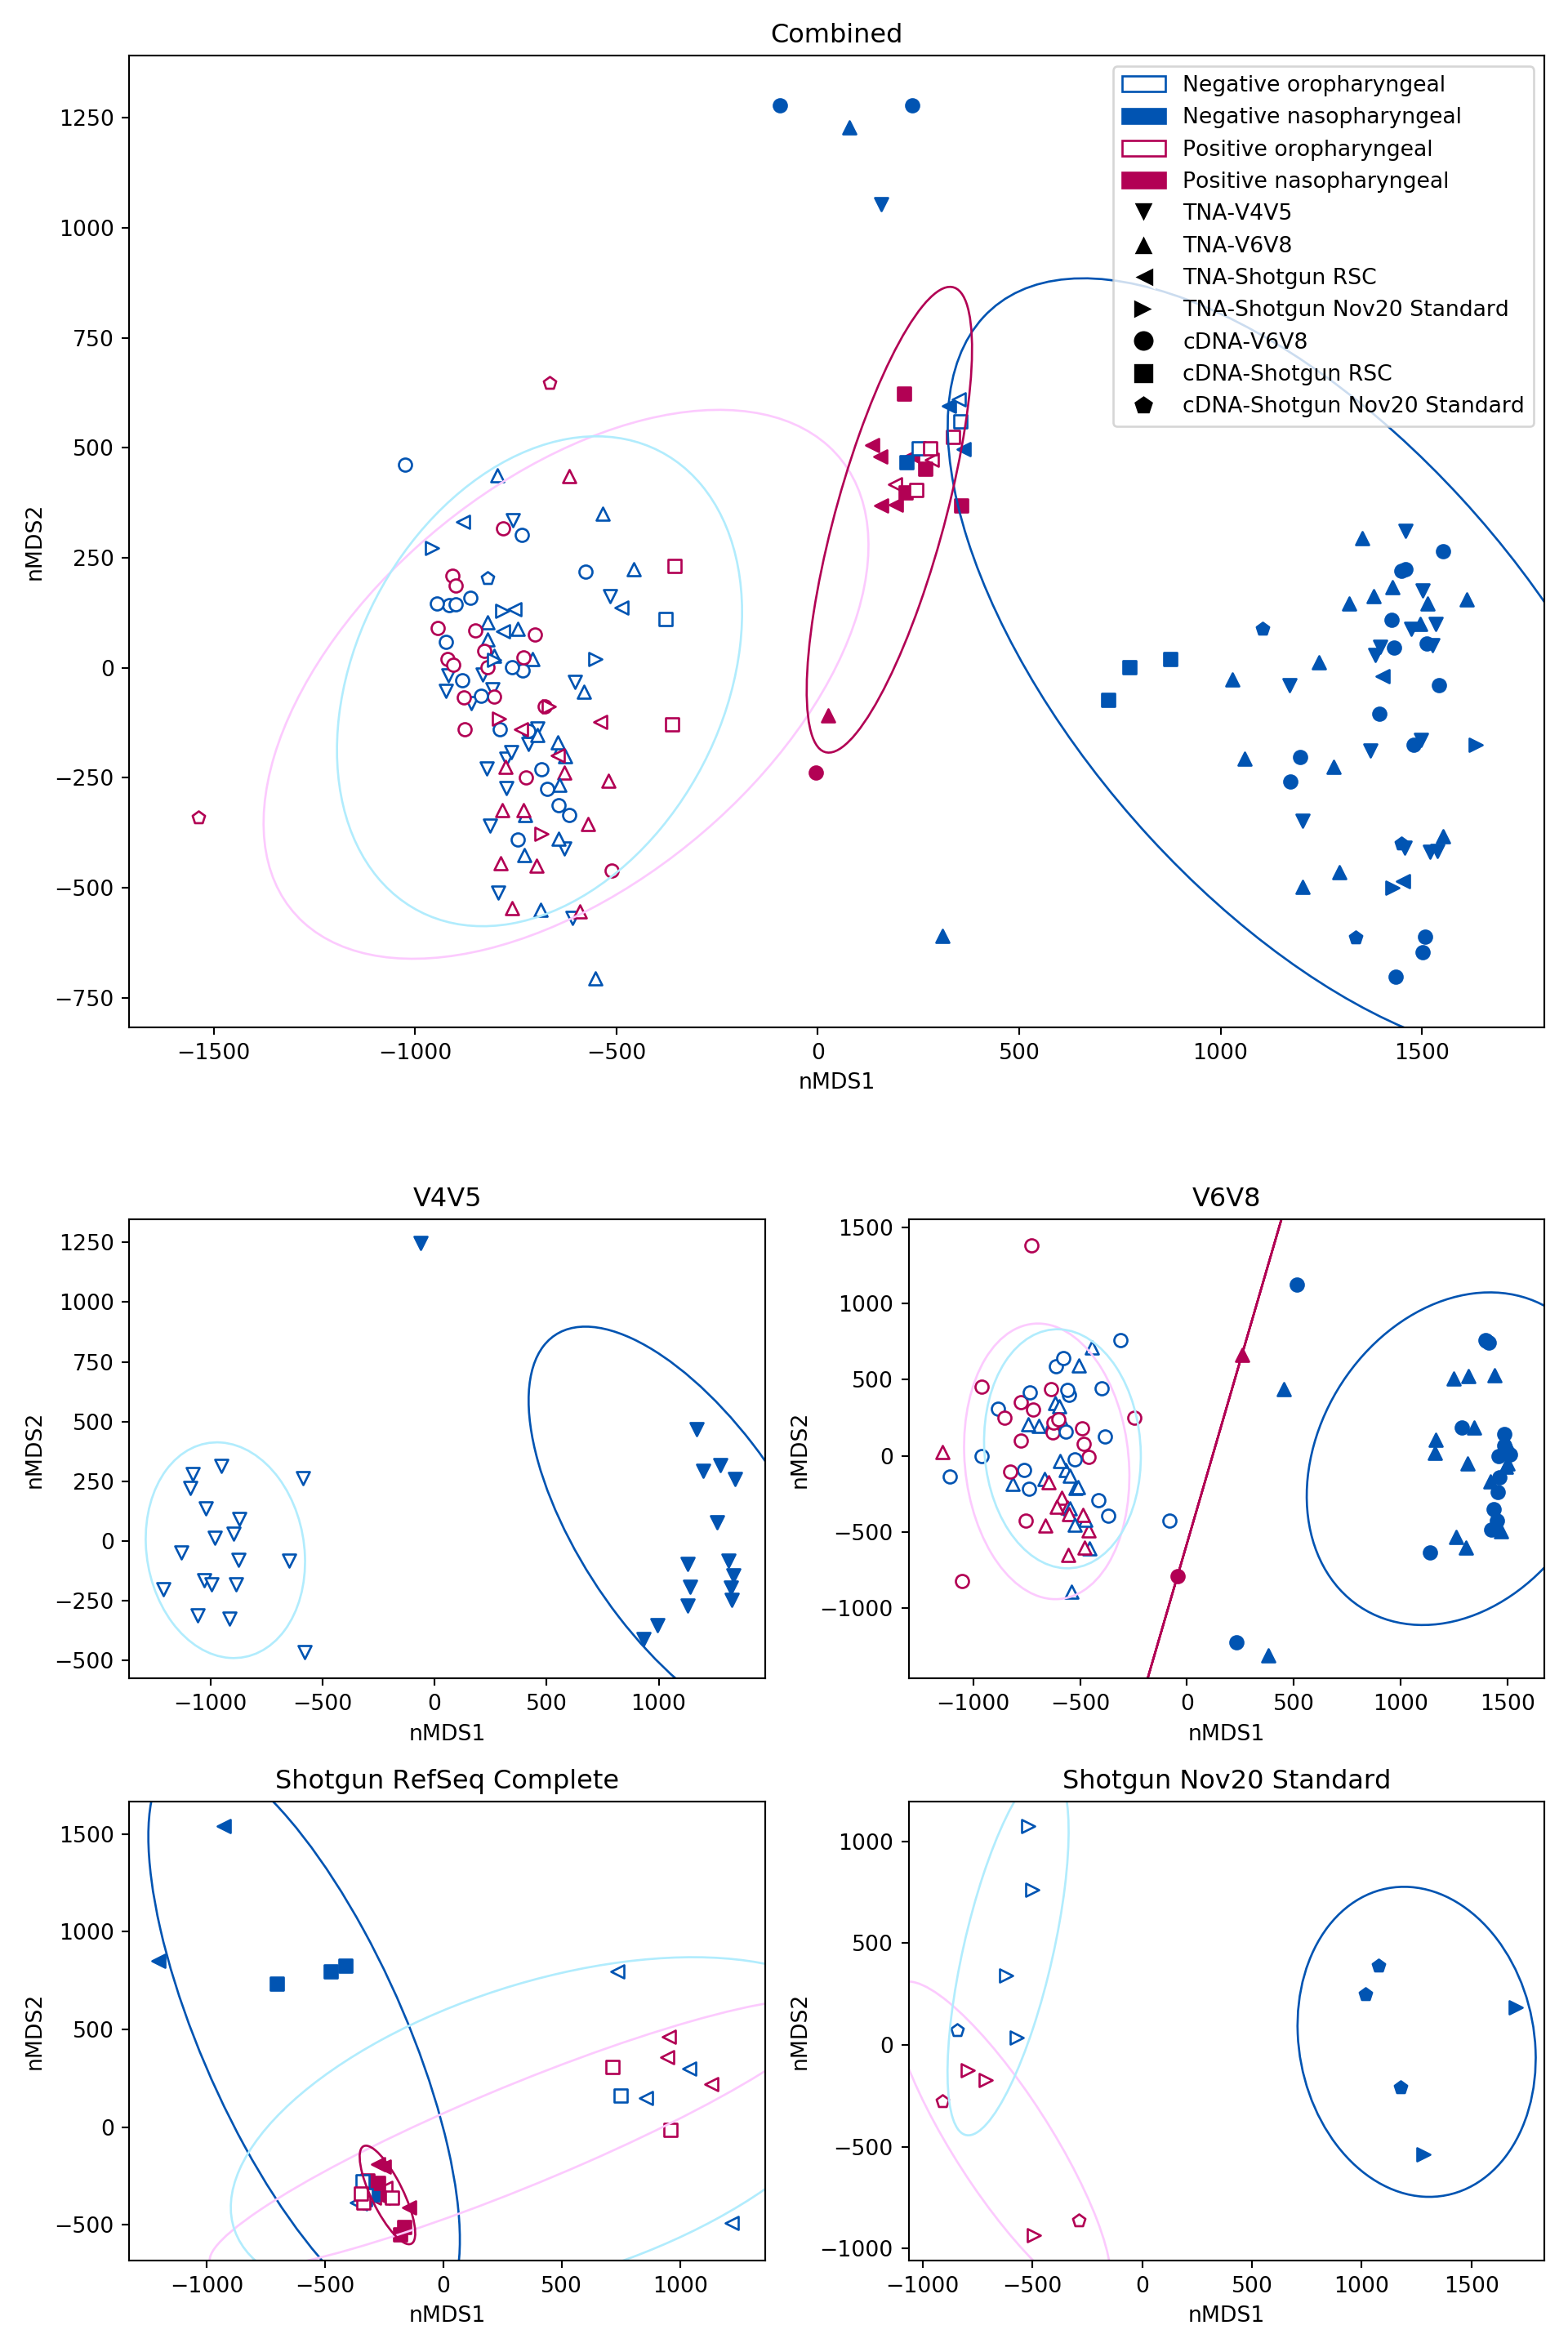 Combined
nMDS2
1250
1000
750
500
250
0
−250
−500
−750
Negative oropharyngeal
Negative nasopharyngeal
Positive oropharyngeal
Positive nasopharyngeal
TNA-V4V5
TNA-V6V8
TNA-Shotgun RSC
TNA-Shotgun Nov20 Standard
cDNA-V6V8
cDNA-Shotgun RSC
cDNA-Shotgun Nov20 Standard
−1500 −1000 −500 0 500 1000 1500
nMDS1
V4V5
nMDS2
1250
1000
750
500
250
0
−250
−500
−1000 −500 0 500 1000
nMDS1
V6V8
nMDS2
1500
1000
500
0
−500
−1000
−1000 −500 0 500 1000 1500
nMDS1
Shotgun RefSeq Complete
nMDS2
1500
1000
500
0
−500
−1000 −500 0 500 1000
nMDS1
Shotgun Nov20 Standard
nMDS2
1000
500
0
−500
−1000
−1000 −500 0 500 1000 1500
nMDS1